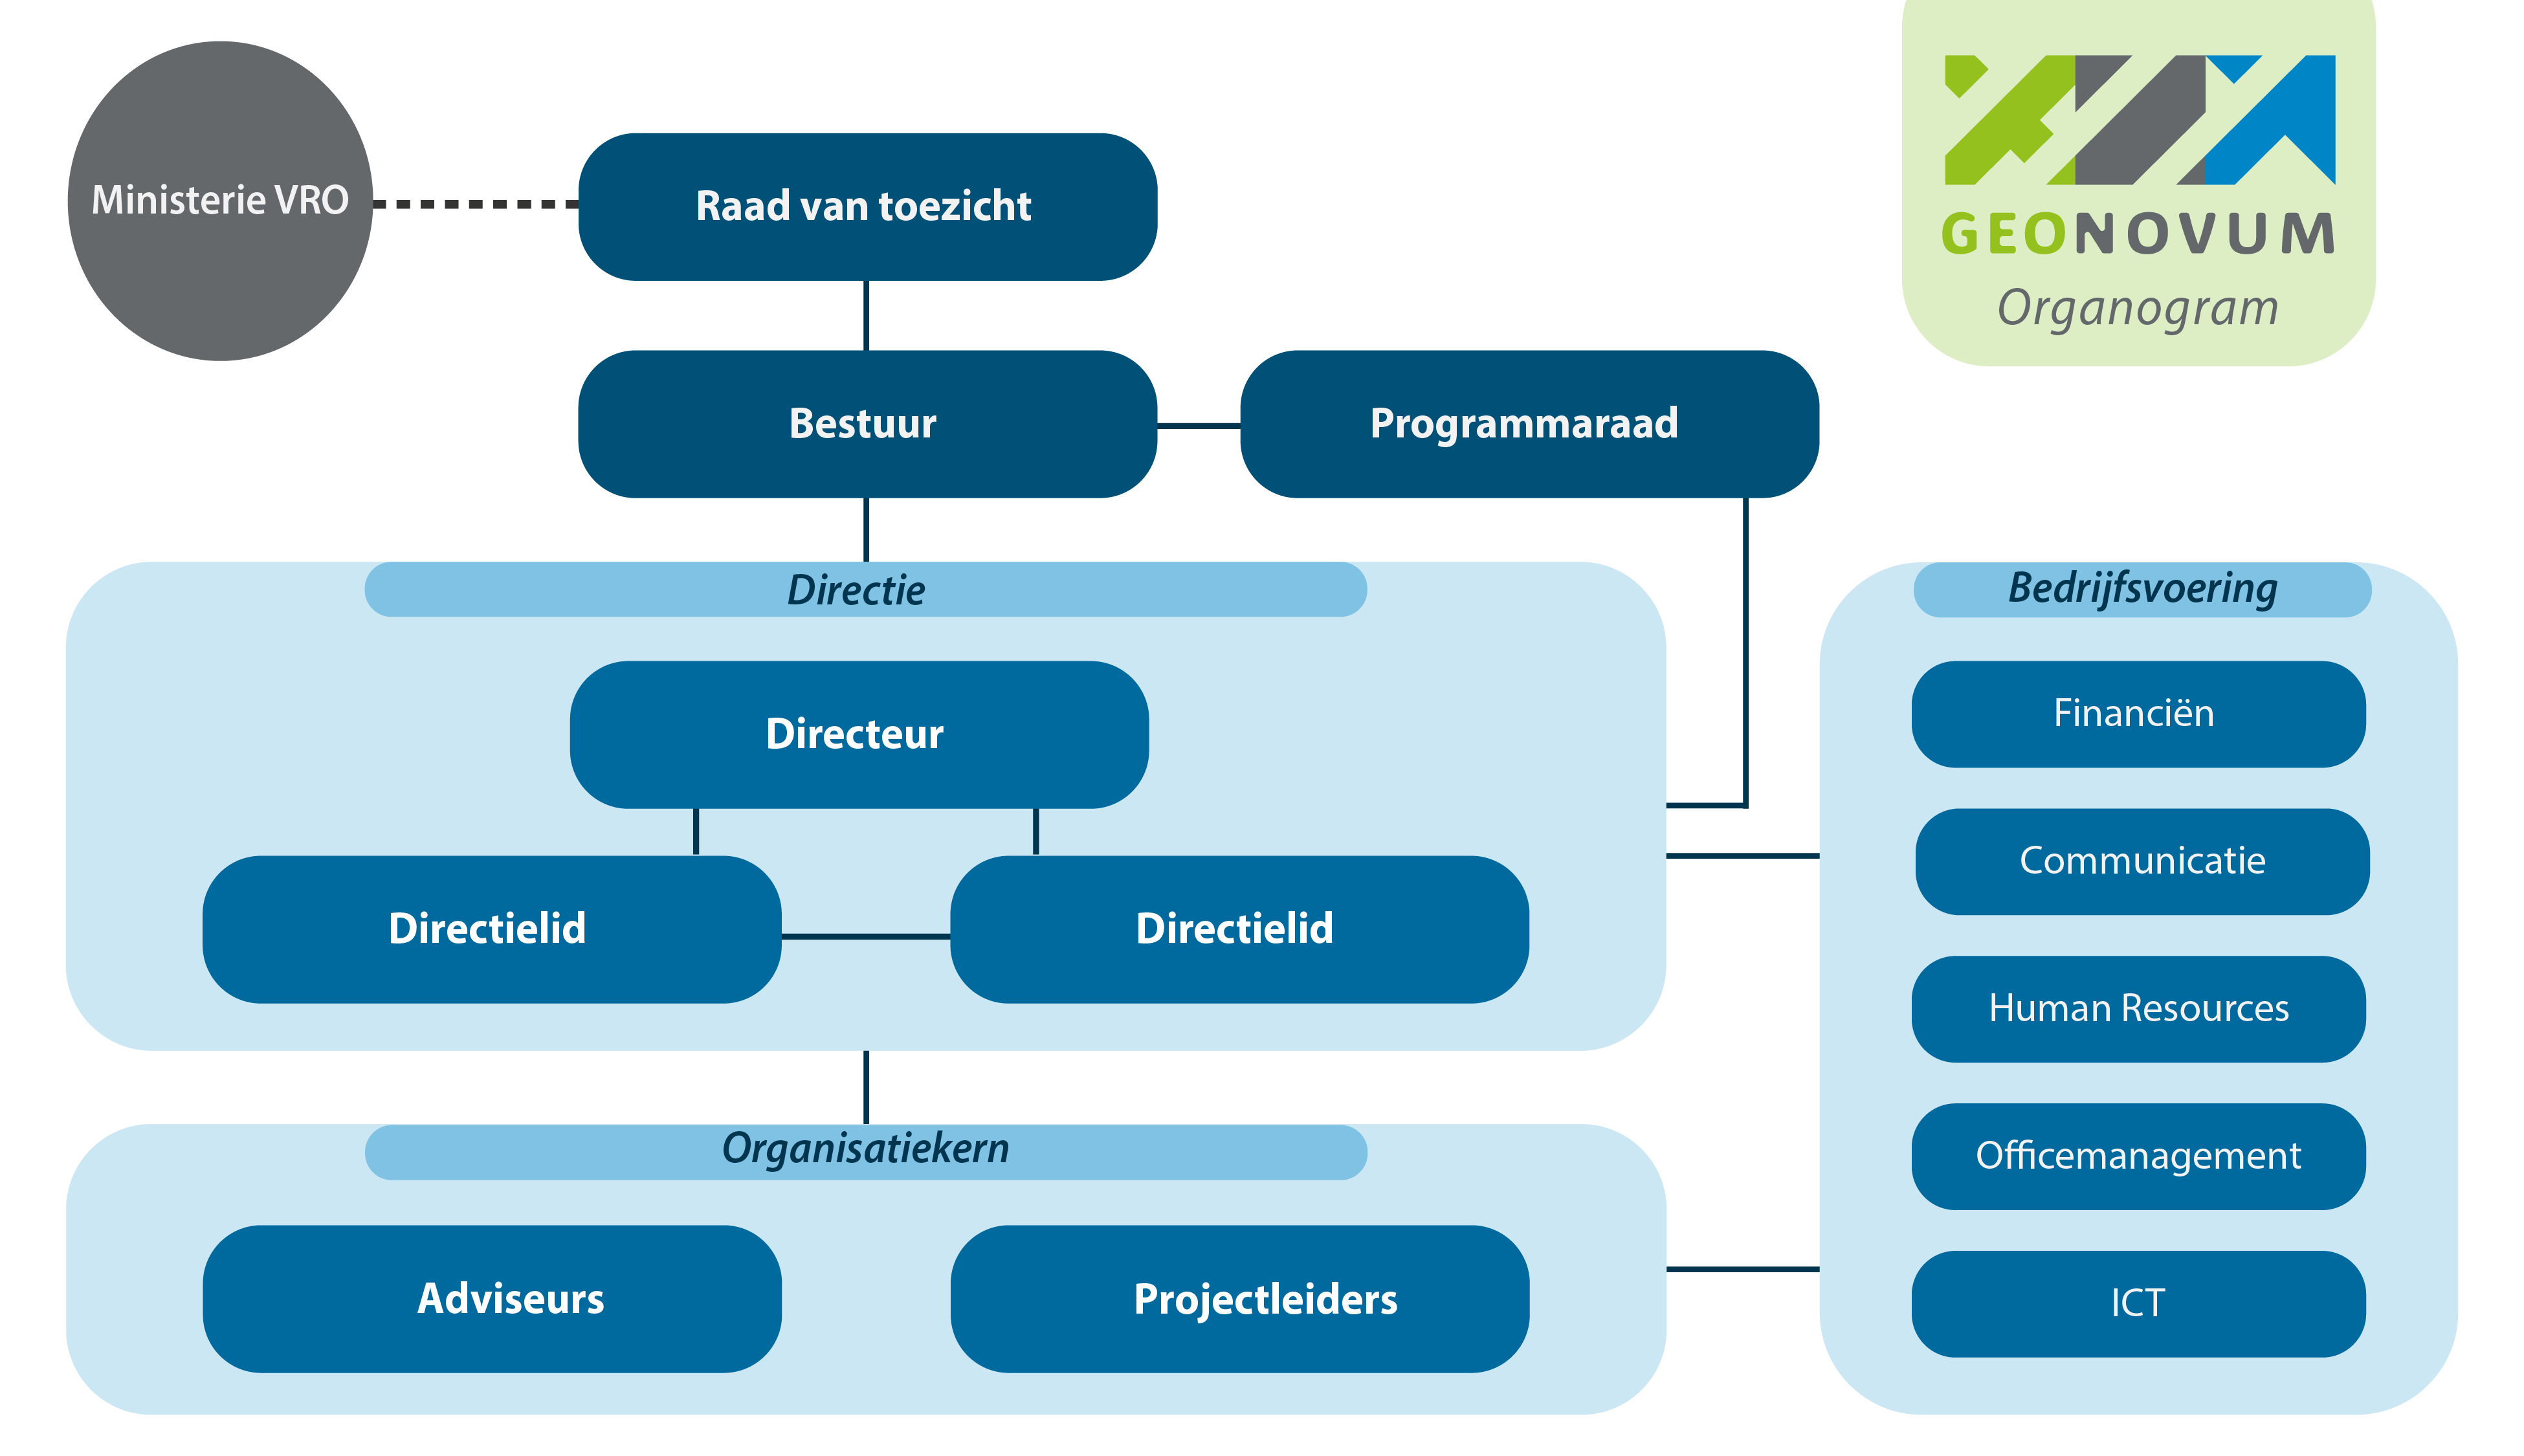 Ministerie VRO
Raad van toezicht
GEONOVUM
Organogram
Bestuur
Programmaraad
Directie
Directeur
Directielid
Directielid
Organisatiekern
Adviseurs
Projectleiders
Bedrijfsvoering
Financiën
Communicatie
Human Resources
Officemanagement
ICT